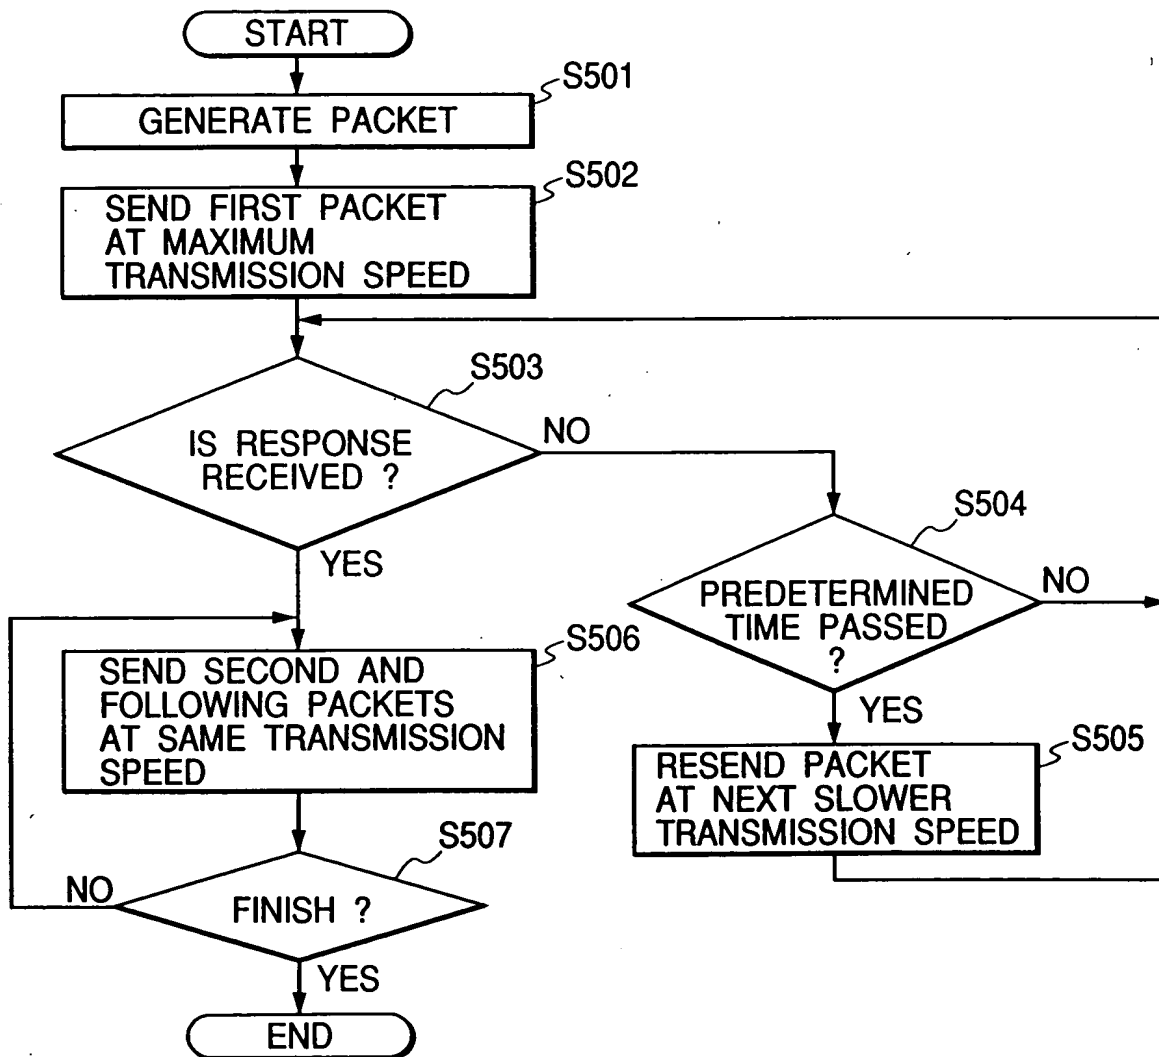 START
S501
GENERATE PACKET
S502
SEND FIRST PACKET
AT MAXIMUM
TRANSMISSION SPEED
S503
IS RESPONSE
RECEIVED ?
NO
YES
S504
PREDETERMINED
TIME PASSED
?
NO
YES
S505
RESEND PACKET
AT NEXT SLOWER
TRANSMISSION SPEED
S506
SEND SECOND AND
FOLLOWING PACKETS
AT SAME TRANSMISSION
SPEED
S507
FINISH ?
NO
YES
END